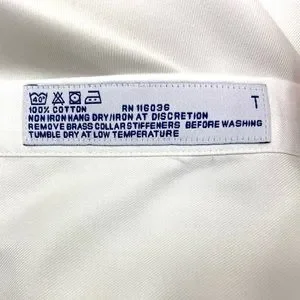 40
100% COTTON RN 116036 T
NON IRON HANG DRY/IRON AT DISCRETION
REMOVE BRASS COLLAR STIFFENERS BEFORE WASHING
TUMBLE DRY AT LOW TEMPERATURE